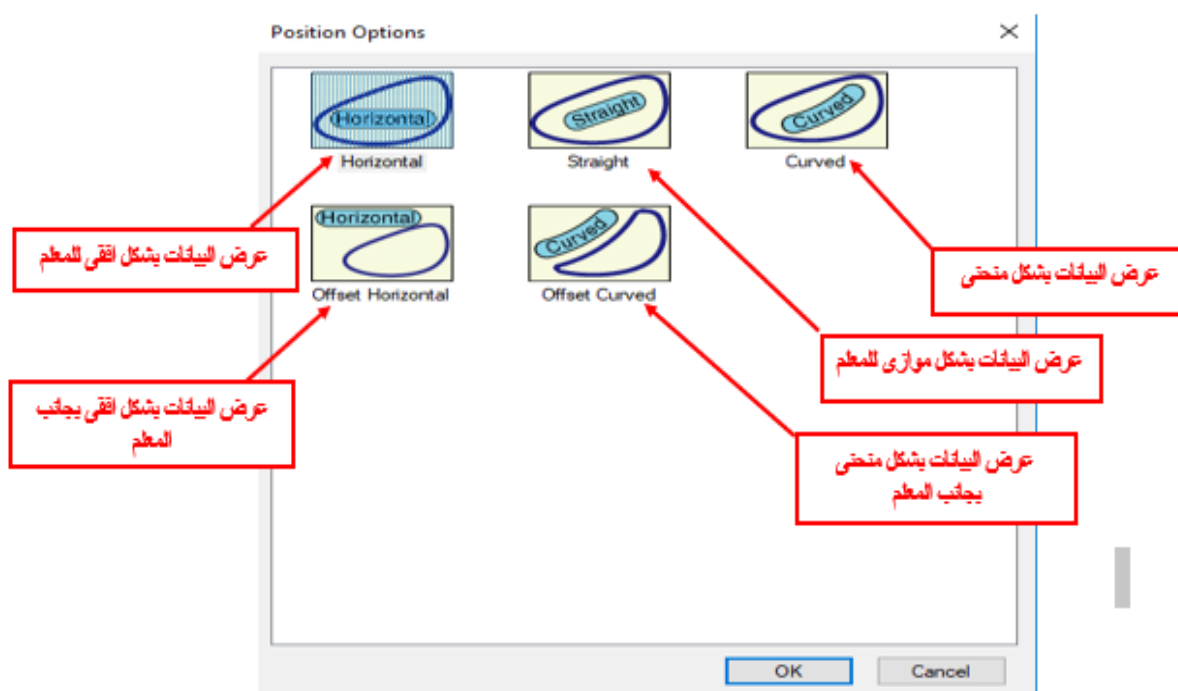 Position Options
Horizontal
Straight
Curved
Horizontal
Straight
Curved
Horizontal
Curved
Offset Horizontal
Offset Curved
عرض البيانات بشكل افقى للمعلم
عرض البيانات بشكل منحنى
عرض البيانات بشكل موازى للمعلم
عرض البيانات بشكل افقى بجانب
المعلم
عرض البيانات بشكل منحنى
بجانب المعلم
OK
Cancel